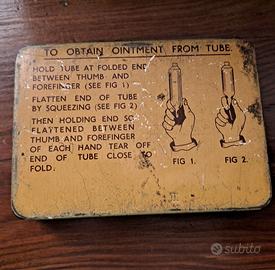 TO OBTAIN OINTMENT FROM TUBE.
HOLD TUBE AT FOLDED END
BETWEEN THUMB AND
FOREFINGER (SEE FIG 1)
FLATTEN END OF TUBE
BY SQUEEZING (SEE FIG 2)
THEN HOLDING END SO
FLATTENED BETWEEN
THUMB AND FOREFINGER
OF EACH HAND TEAR OFF
END OF TUBE CLOSE TO
FOLD.
FIG 1.
FIG 2.
subito